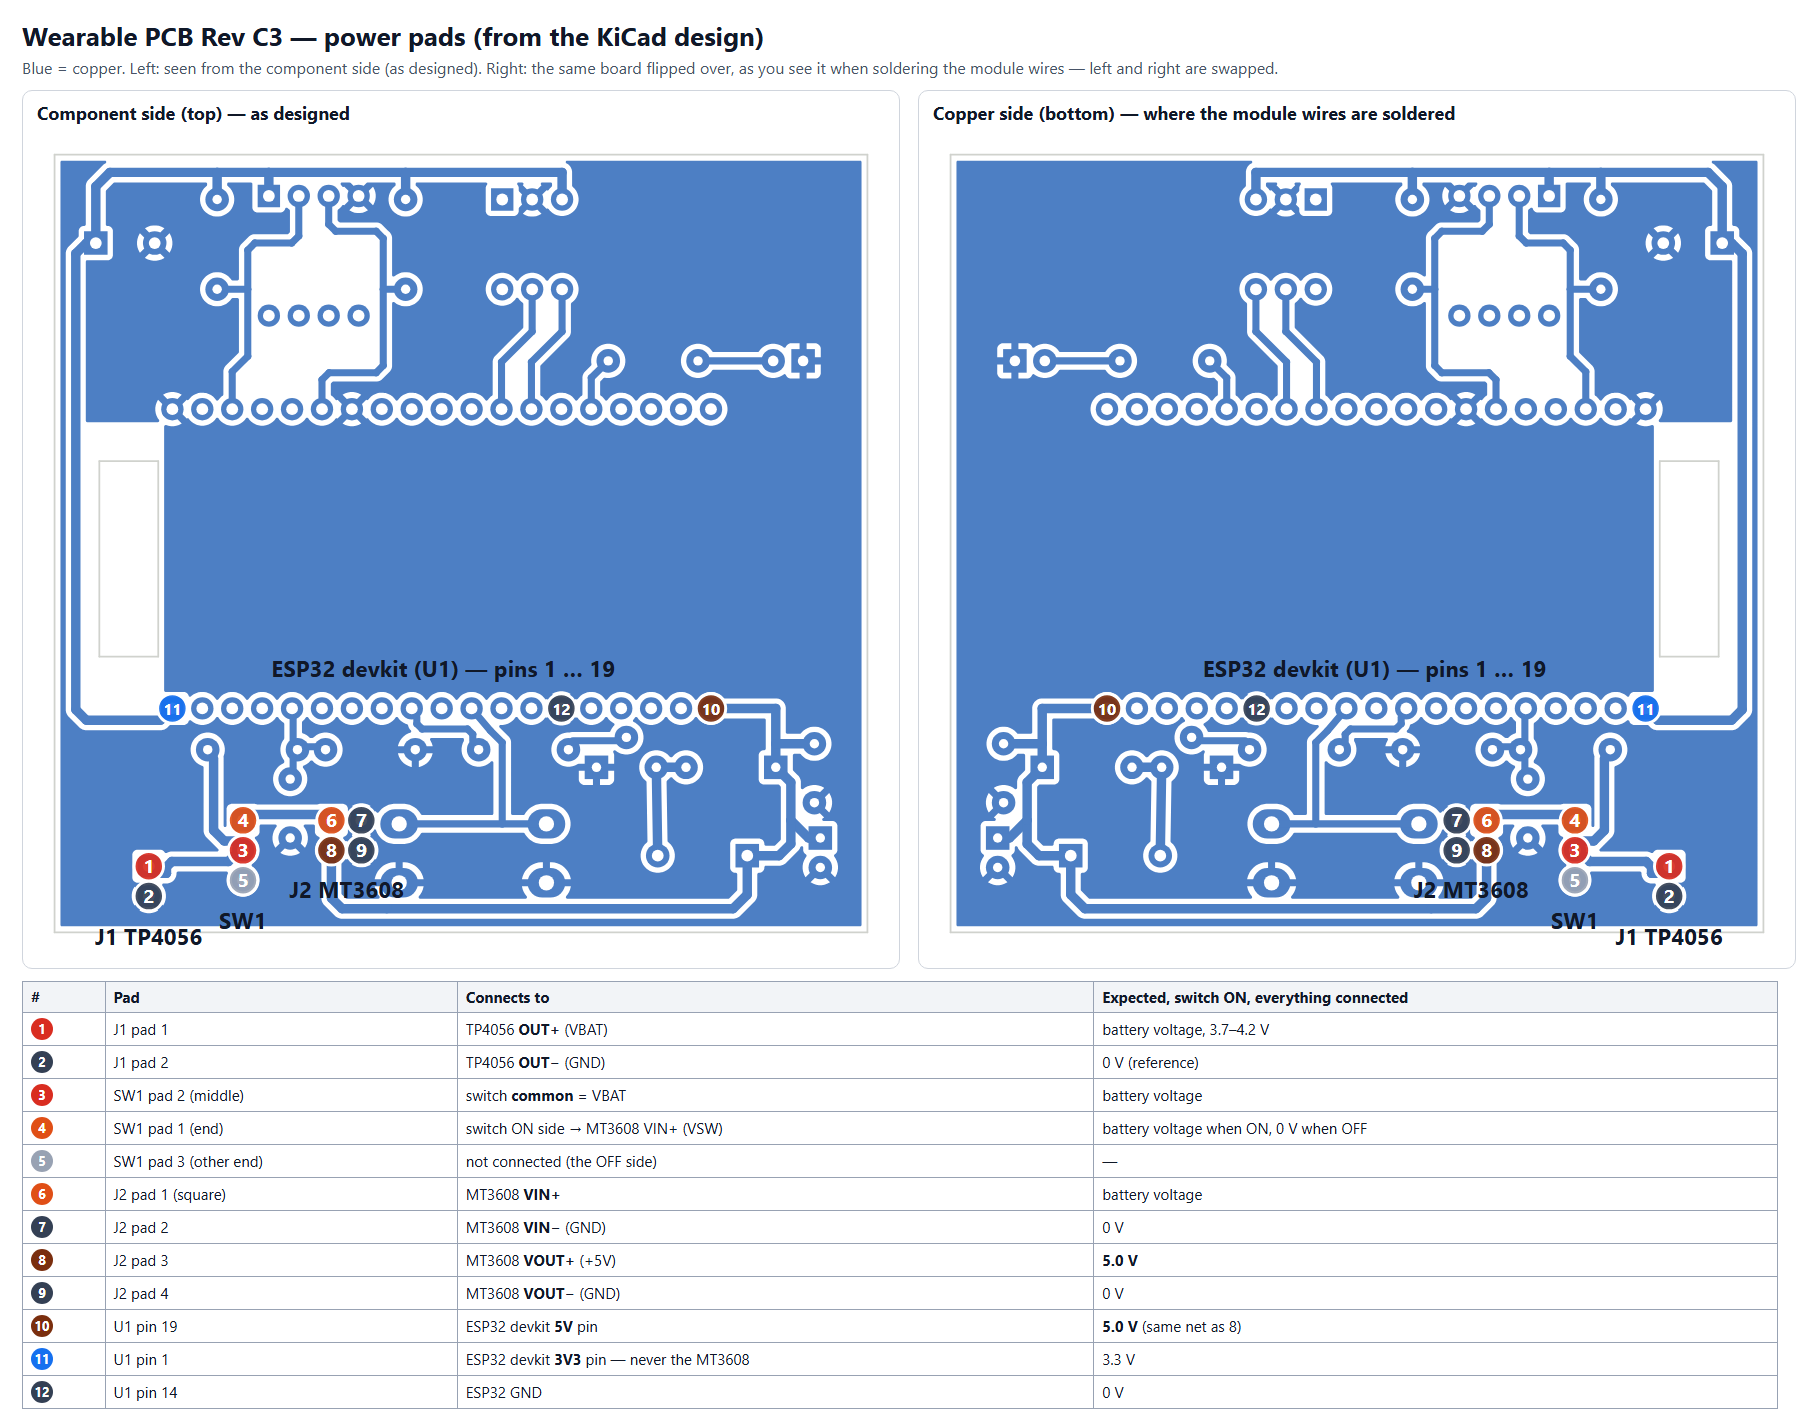 Wearable PCB Rev C3 — power pads (from the KiCad design)
Blue = copper. Left: seen from the component side (as designed). Right: the same board flipped over, as you see it when soldering the module wires — left and right are swapped.
Component side (top) — as designed
ESP32 devkit (U1) — pins 1 ... 19
11
12
10
4
6
7
3
8
9
1
5
2
J2 MT3608
SW1
J1 TP4056
Copper side (bottom) — where the module wires are soldered
ESP32 devkit (U1) — pins 1 ... 19
10
12
11
7
6
4
9
8
3
1
5
2
J2 MT3608
SW1
J1 TP4056
# Pad Connects to Expected, switch ON, everything connected
1 J1 pad 1 TP4056 OUT+ (VBAT) battery voltage, 3.7–4.2 V
2 J1 pad 2 TP4056 OUT− (GND) 0 V (reference)
3 SW1 pad 2 (middle) switch common = VBAT battery voltage
4 SW1 pad 1 (end) switch ON side → MT3608 VIN+ (VSW) battery voltage when ON, 0 V when OFF
5 SW1 pad 3 (other end) not connected (the OFF side) —
6 J2 pad 1 (square) MT3608 VIN+ battery voltage
7 J2 pad 2 MT3608 VIN− (GND) 0 V
8 J2 pad 3 MT3608 VOUT+ (+5V) 5.0 V
9 J2 pad 4 MT3608 VOUT− (GND) 0 V
10 U1 pin 19 ESP32 devkit 5V pin 5.0 V (same net as 8)
11 U1 pin 1 ESP32 devkit 3V3 pin — never the MT3608 3.3 V
12 U1 pin 14 ESP32 GND 0 V